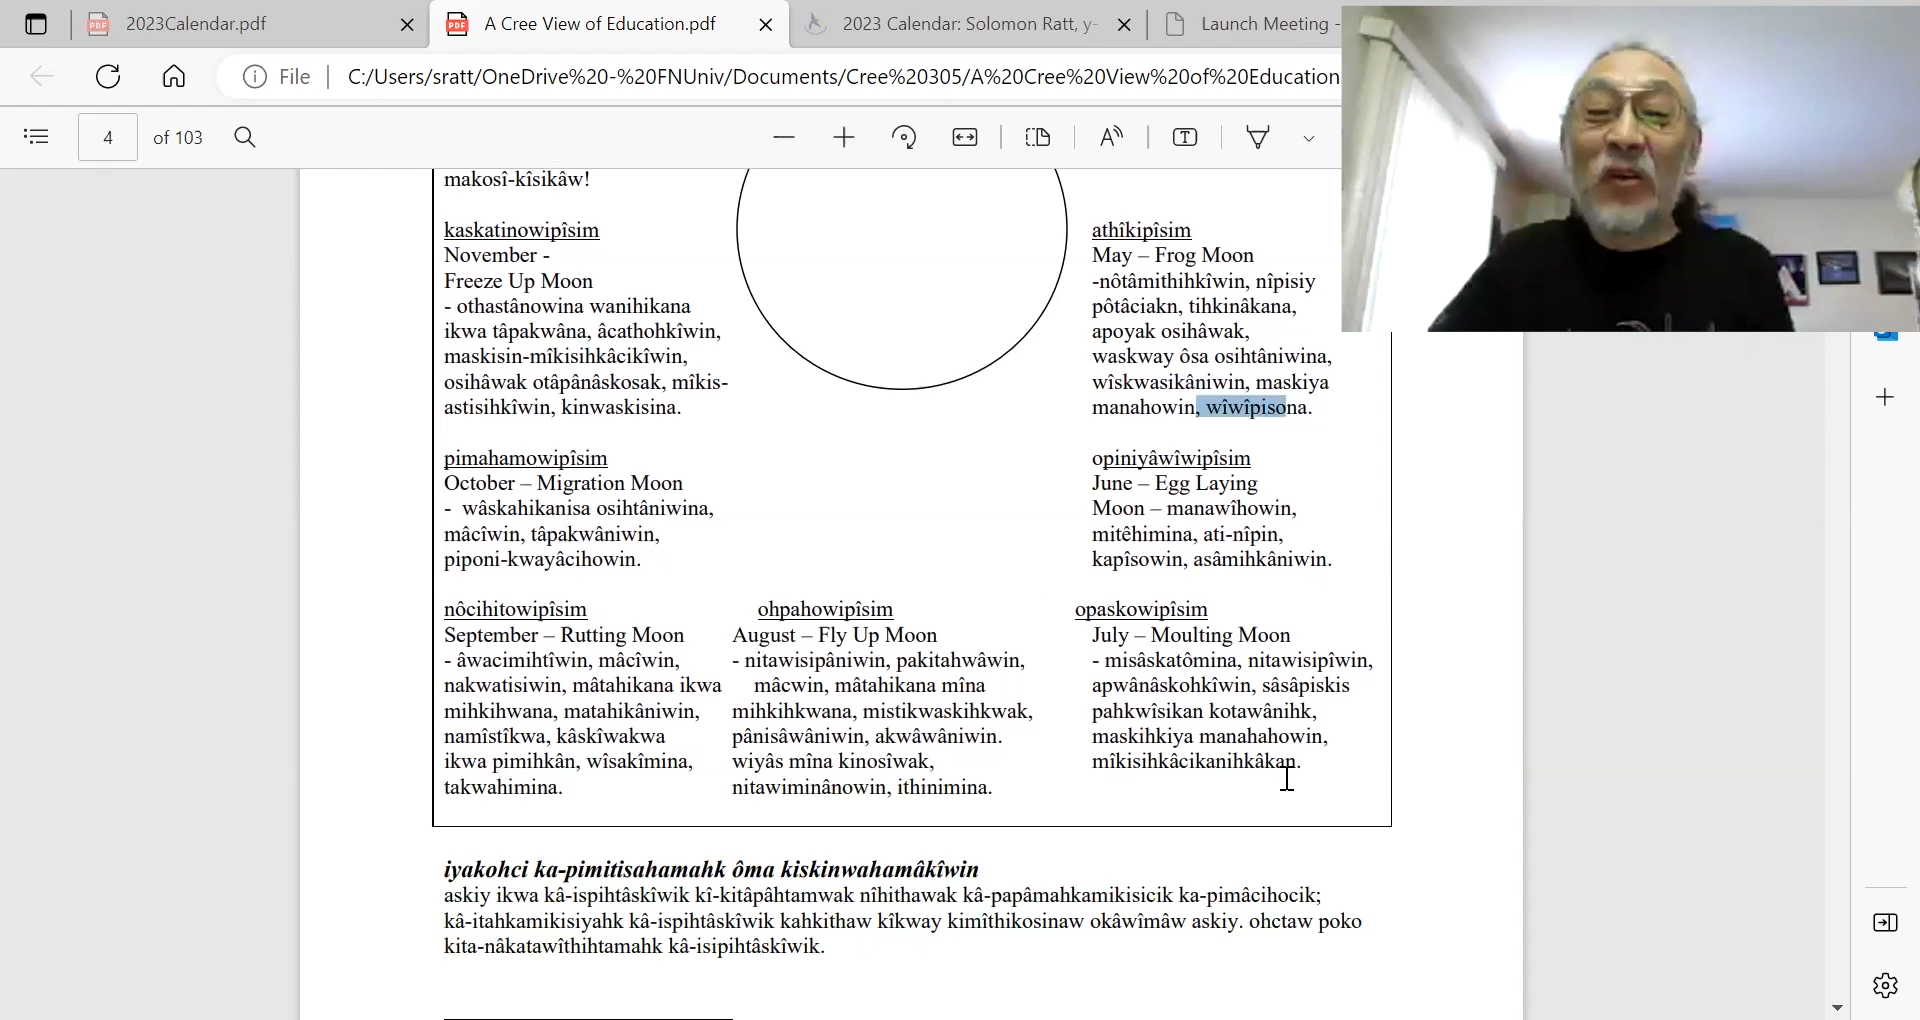 2023Calendar.pdf
A Cree View of Education.pdf
2023 Calendar: Solomon Ratt, y-
Launch Meeting -
File
C:/Users/sratt/OneDrive%20-%20FNUniv/Documents/Cree%20305/A%20Cree%20View%20of%20Education
4 of 103
makosî-kîsikâw!
kaskatinowipîsim
November -
Freeze Up Moon
- othastânowina wanihikana
ikwa tâpakwâna, âcathohkîwin,
maskisin-mîkisihkâcikîwin,
osihâwak otâpânâskosak, mîkis-
astisihkîwin, kinwaskisina.
athîkipîsim
May – Frog Moon
-nôtâmithihkîwin, nîpisiy
pôtâciakn, tihkinâkana,
apoyak osihâwak,
waskway ôsa osihtâniwina,
wîskwasikâniwin, maskiya
manahowin, wîwîpisona.
pimahamowipîsim
October – Migration Moon
- wâskahikanisa osihtâniwina,
mâcîwin, tâpakwâniwin,
piponi-kwayâcihowin.
opiniyâwîwipîsim
June – Egg Laying
Moon – manawîhowin,
mitêhimina, ati-nîpin,
kapîsowin, asâmihkâniwin.
nôcihitowipîsim
September – Rutting Moon
- âwacimihtîwin, mâcîwin,
nakwatisiwin, mâtahikana ikwa
mihkihwana, matahikâniwin,
namîstîkwa, kâskîwakwa
ikwa pimihkân, wîsakîmina,
takwahimina.
ohpahowipîsim
August – Fly Up Moon
- nitawisipâniwin, pakitahwâwin,
mâcwin, mâtahikana mîna
mihkihkwana, mistikwaskihkwak,
pânisâwâniwin, akwâwâniwin.
wiyâs mîna kinosîwak,
nitawiminânowin, ithinimina.
opaskowipîsim
July – Moulting Moon
- misâskatômina, nitawisipîwin,
apwânâskohkîwin, sâsâpiskis
pahkwîsikan kotawânihk,
maskihkiya manahahowin,
mîkisihkâcikanihkâkan.
iyakohci ka-pimitisahamahk ôma kiskinwahamâkîwin
askiy ikwa kâ-ispihtâskîwik kî-kitâpâhtamwak nîhithawak kâ-papâmahkamikisicik ka-pimâcihocik;
kâ-itahkamikisiyahk kâ-ispihtâskîwik kahkithaw kîkway kimîthikosinaw okâwîmâw askiy. ohctaw poko
kita-nâkatawîthihtamahk kâ-isipihtâskîwik.